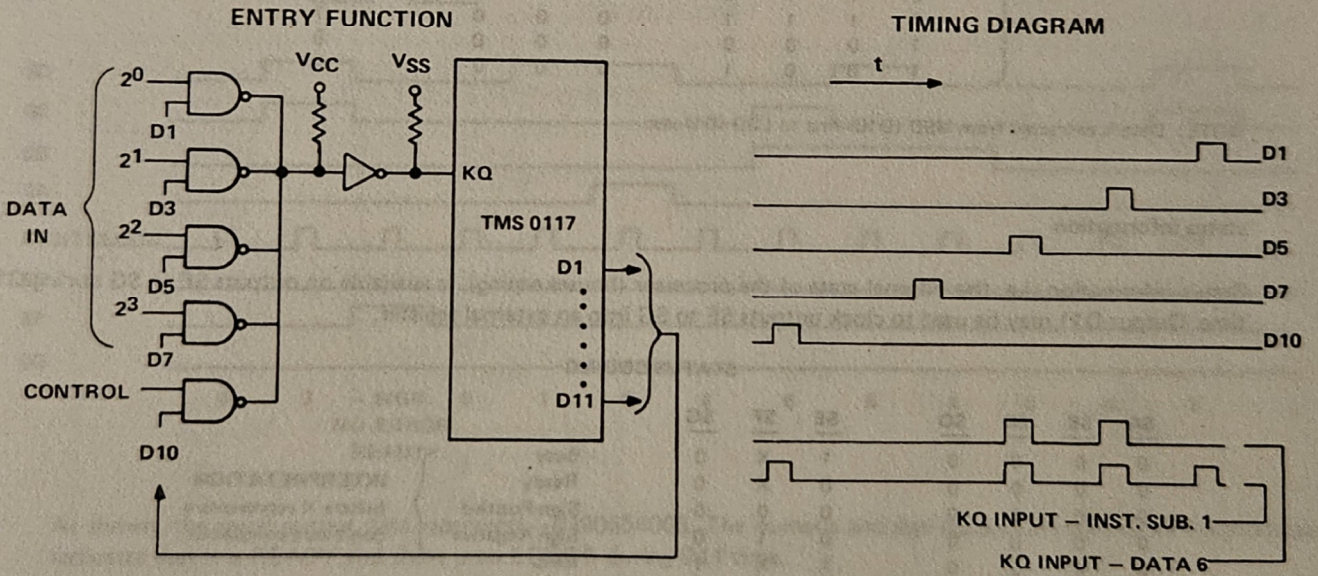 ENTRY FUNCTION
TIMING DIAGRAM
VCC
VSS
t
2⁰
D1
2¹
D3
DATA
IN
2²
D5
2³
D7
CONTROL
D10
KQ
TMS 0117
D1
D11
D1
D3
D5
D7
D10
KQ INPUT – INST. SUB. 1
KQ INPUT – DATA 6